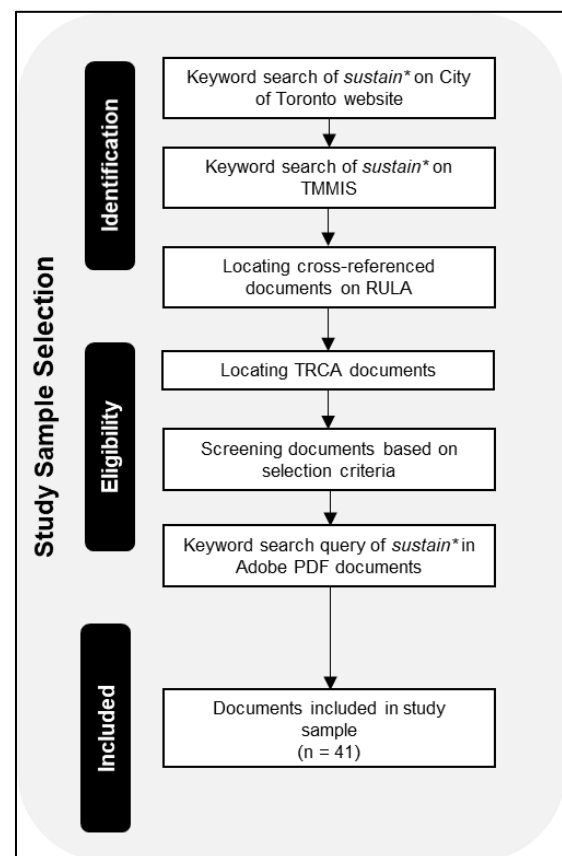 Study Sample Selection
Identification
Keyword search of sustain* on City
of Toronto website
Keyword search of sustain* on
TMMIS
Locating cross-referenced
documents on RULA
Eligibility
Locating TRCA documents
Screening documents based on
selection criteria
Keyword search query of sustain* in
Adobe PDF documents
Included
Documents included in study
sample
(n = 41)